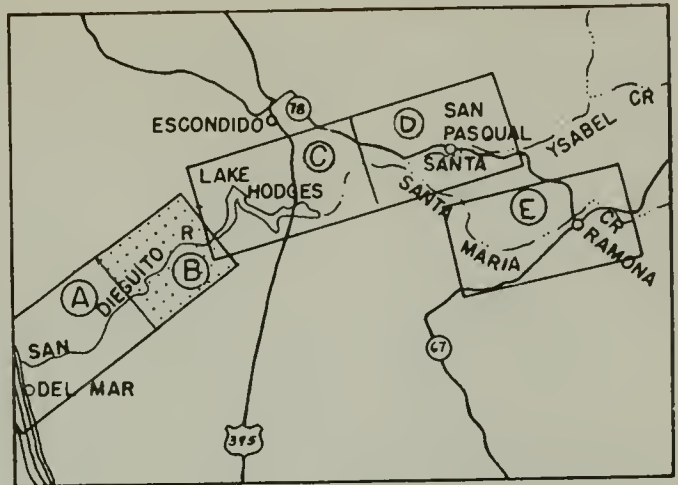 CR
YSABEL
78
ESCONDIDO
D
SAN
PASQUAL
SANTA
C
LAKE
HODGES
SANTA
MARIA
CR
E
RAMONA
R
DIEGUITO
SAN
B
A
DEL MAR
67
395